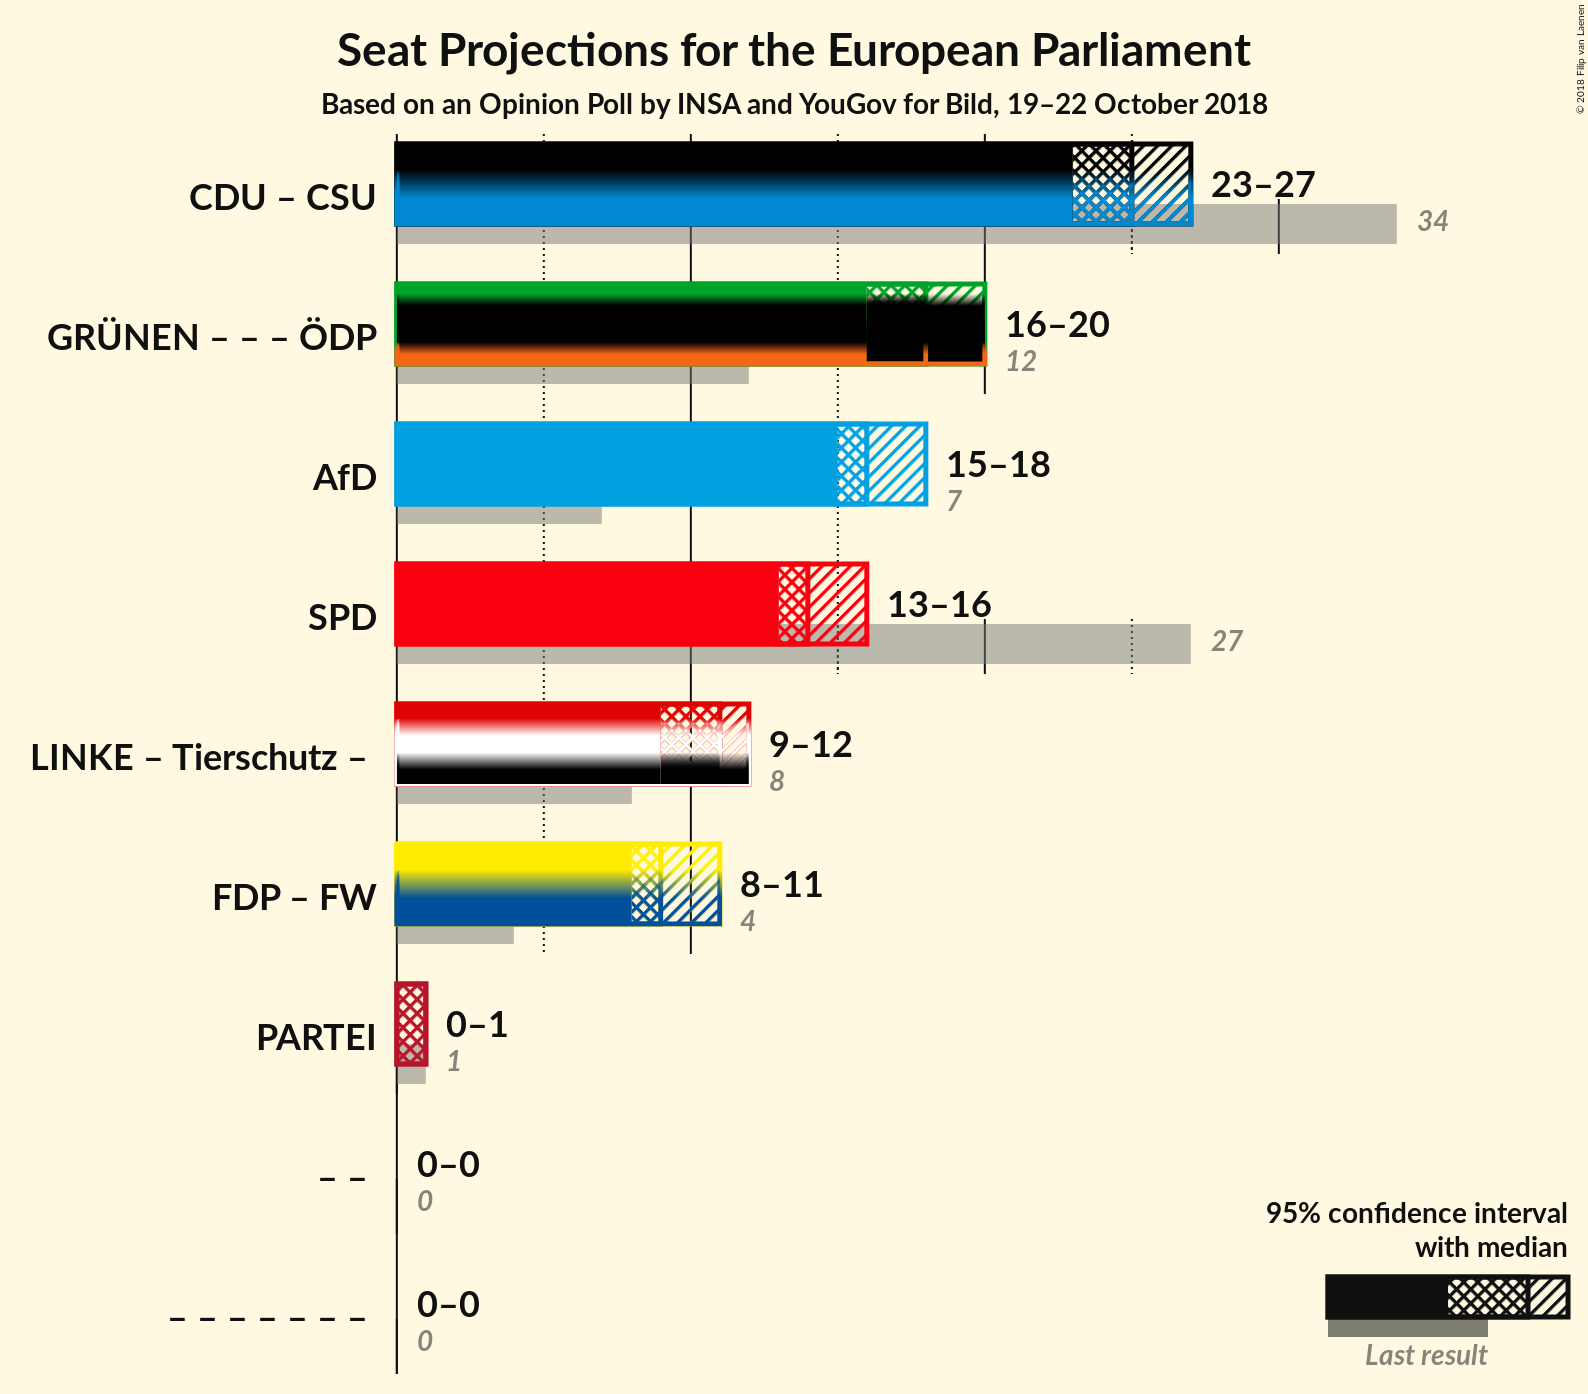 Seat Projections for the European Parliament
Based on an Opinion Poll by INSA and YouGov for Bild, 19–22 October 2018
© 2018 Filip van Laenen
CDU – CSU
23–27
34
GRÜNEN – – – ÖDP
16–20
12
AfD
15–18
7
SPD
13–16
27
LINKE – Tierschutz –
9–12
8
FDP – FW
8–11
4
PARTEI
0–1
1
– –
0–0
0
– – – – – – –
0–0
0
95% confidence interval
with median
Last result